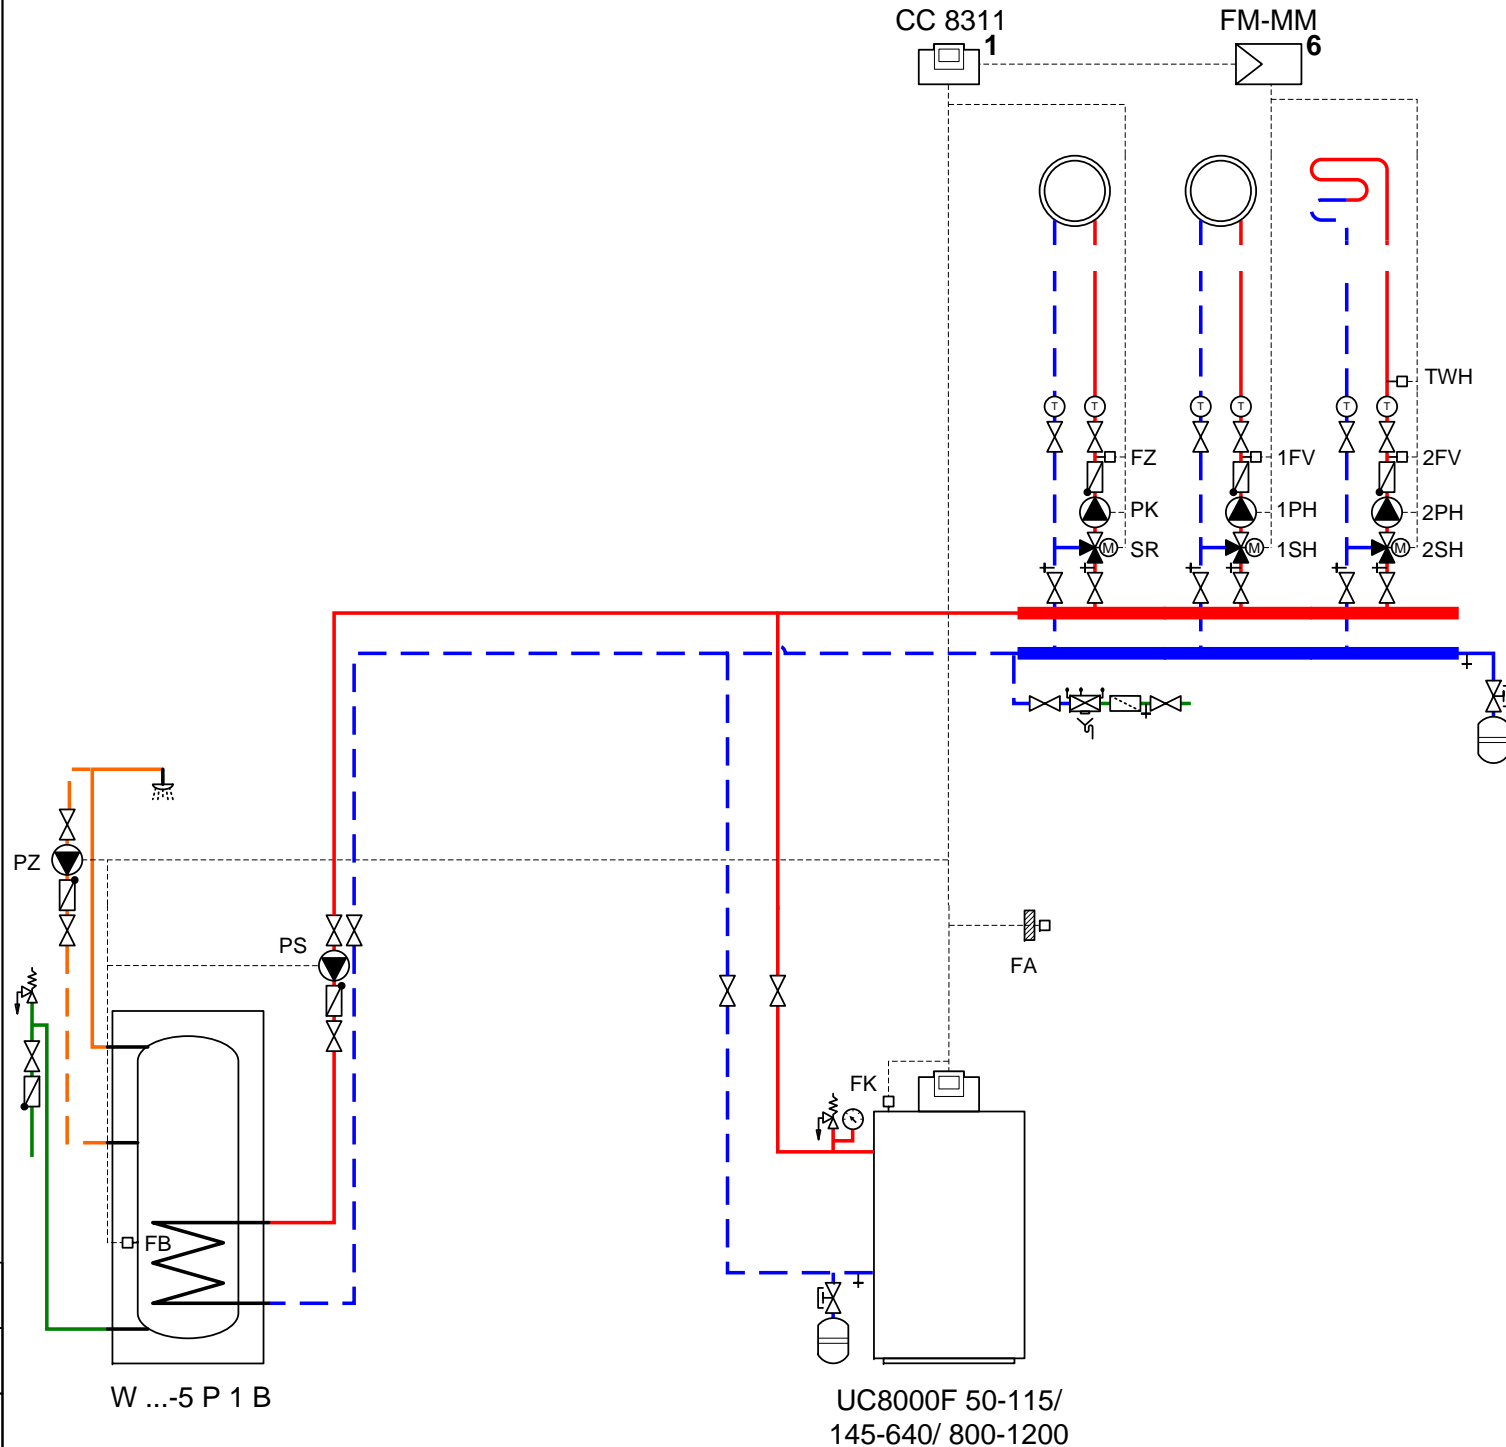 CC 8311
1
FM-MM
6
TWH
T T T T T T
FZ
1FV
2FV
PK
1PH
2PH
M SR
M 1SH
M 2SH
PZ
PS
FA
FK
FB
W ...-5 P 1 B
UC8000F 50-115/
145-640/ 800-1200